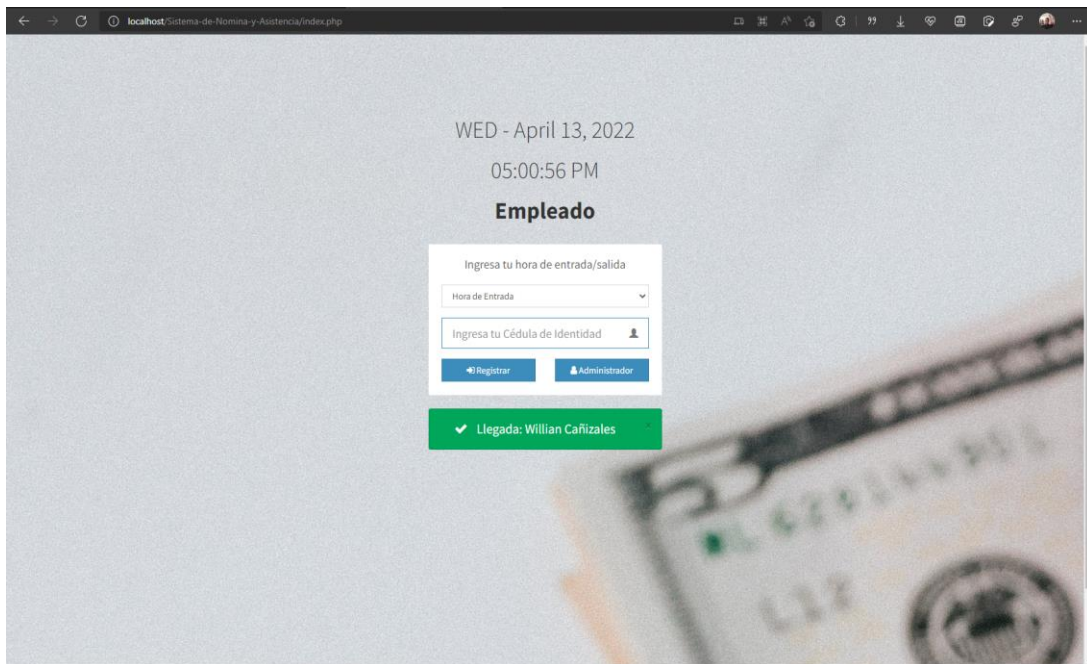 localhost/Sistema-de-Nomina-y-Asistencia/index.php
WED - April 13, 2022
05:00:56 PM
Empleado
Ingresa tu hora de entrada/salida
Hora de Entrada
Ingresa tu Cédula de Identidad
Registrar
Administrador
Llegada: Willian Cañizales
L12